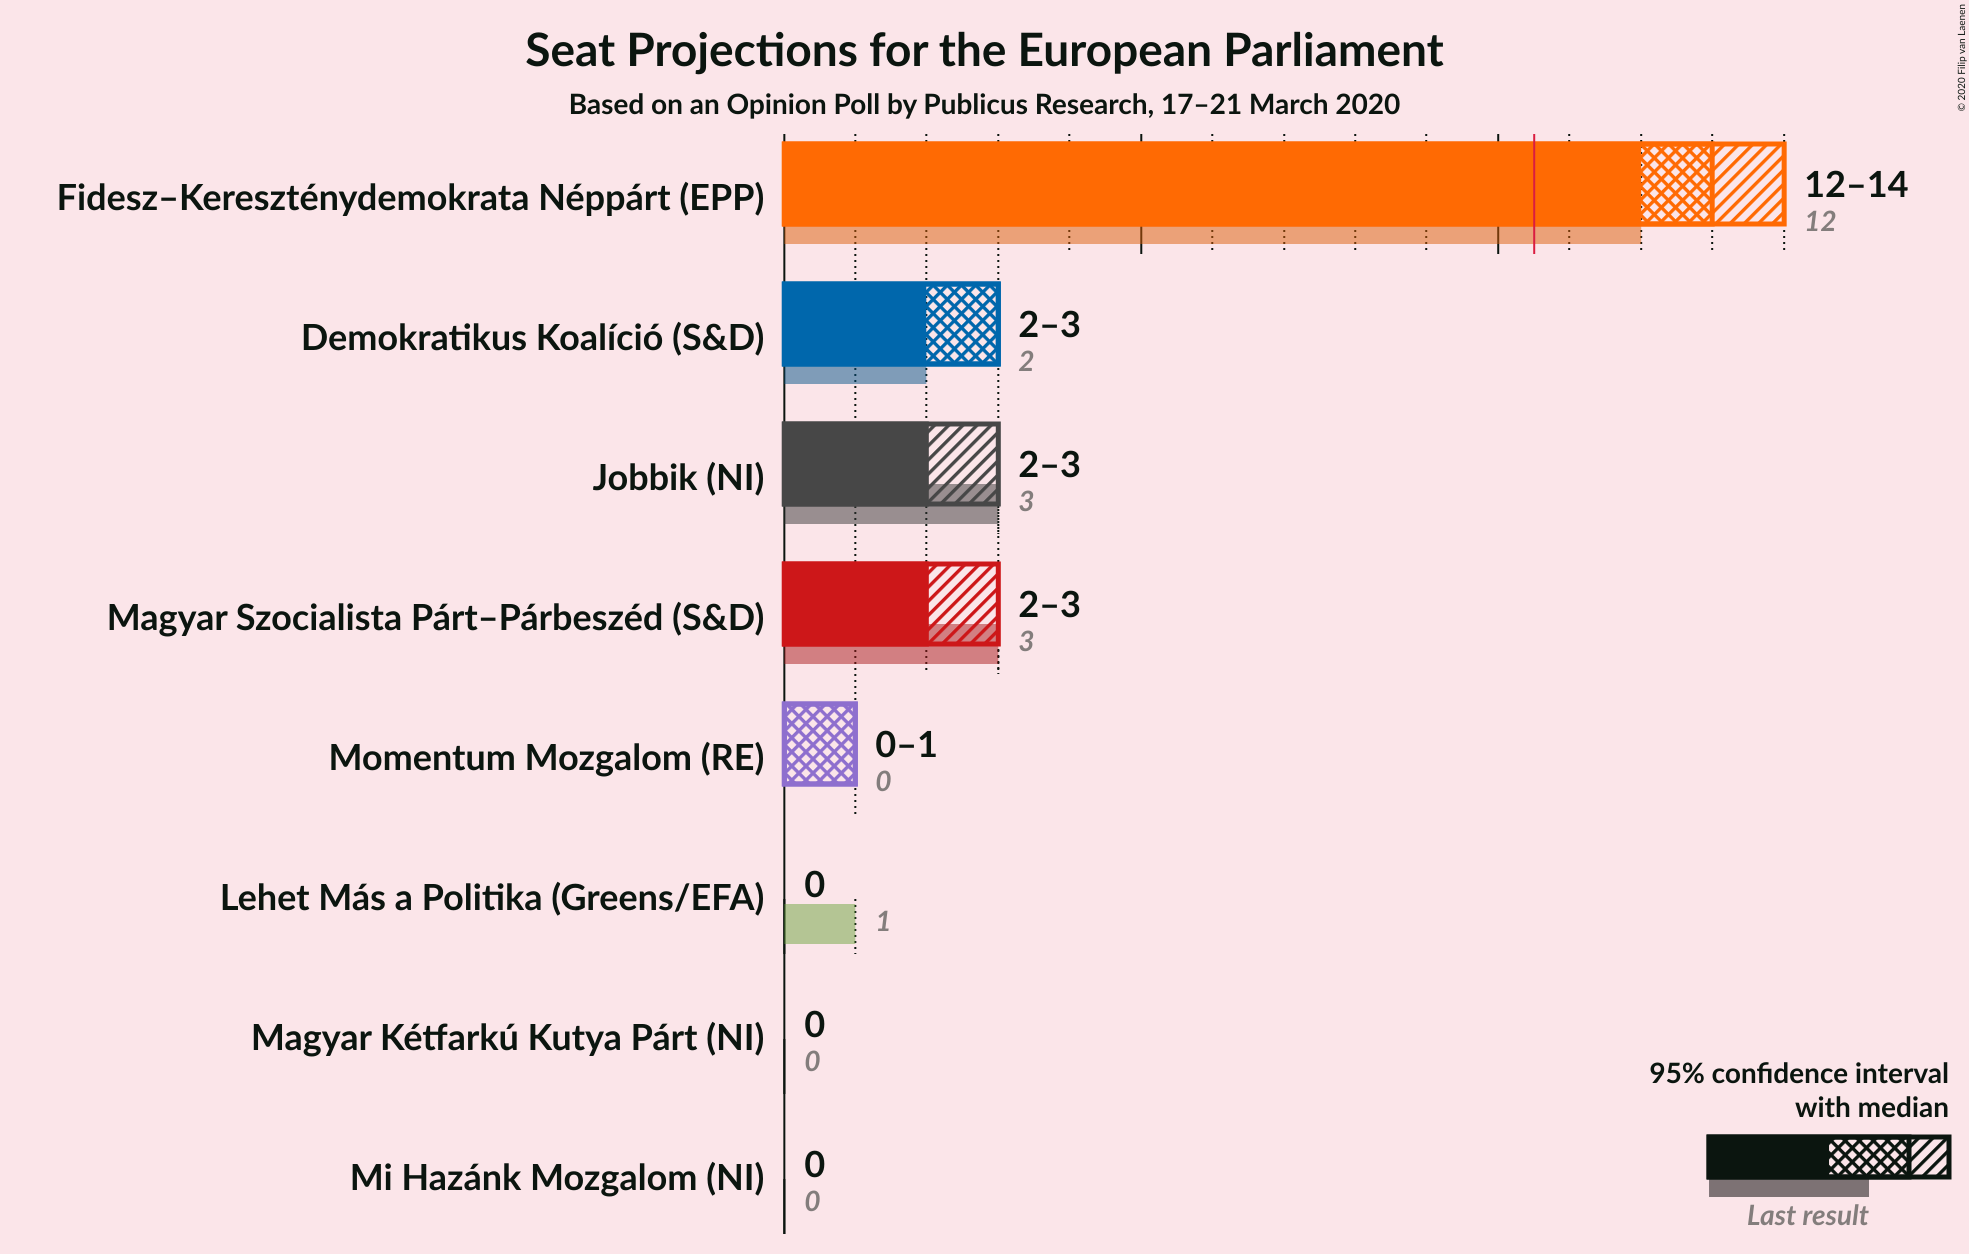 Seat Projections for the European Parliament
Based on an Opinion Poll by Publicus Research, 17–21 March 2020
© 2020 Filip van Laenen
Fidesz–Kereszténydemokrata Néppárt (EPP)
12–14
12
Demokratikus Koalíció (S&D)
2–3
2
Jobbik (NI)
2–3
3
Magyar Szocialista Párt–Párbeszéd (S&D)
2–3
3
Momentum Mozgalom (RE)
0–1
0
Lehet Más a Politika (Greens/EFA)
0
1
Magyar Kétfarkú Kutya Párt (NI)
0
0
Mi Hazánk Mozgalom (NI)
0
0
95% confidence interval
with median
Last result